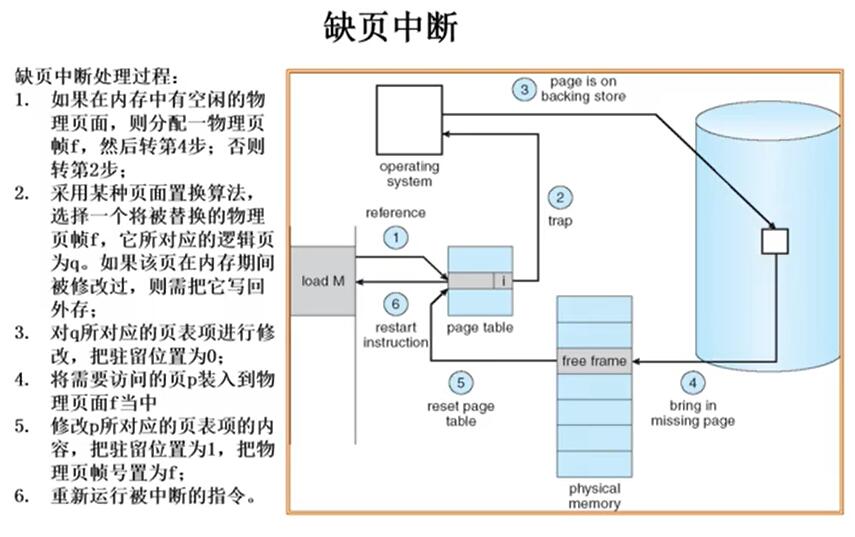 缺页中断
缺页中断处理过程:
1. 如果在内存中有空闲的物
理页面，则分配一物理页
帧f，然后转第4步；否则
转第2步；
2. 采用某种页面置换算法，
选择一个将被替换的物理
页帧f，它所对应的逻辑页
为q。如果该页在内存期间
被修改过，则需把它写回
外存；
3. 对q所对应的页表项进行修
改，把驻留位置为0；
4. 将需要访问的页p装入到物
理页面f当中
5. 修改p所对应的页表项的内
容，把驻留位置为1，把物
理页帧号置为f；
6. 重新运行被中断的指令。
3
page is on
backing store
operating
system
2
trap
reference
1
load M
i
page table
6
restart
instruction
free frame
5
reset page
table
4
bring in
missing page
physical
memory